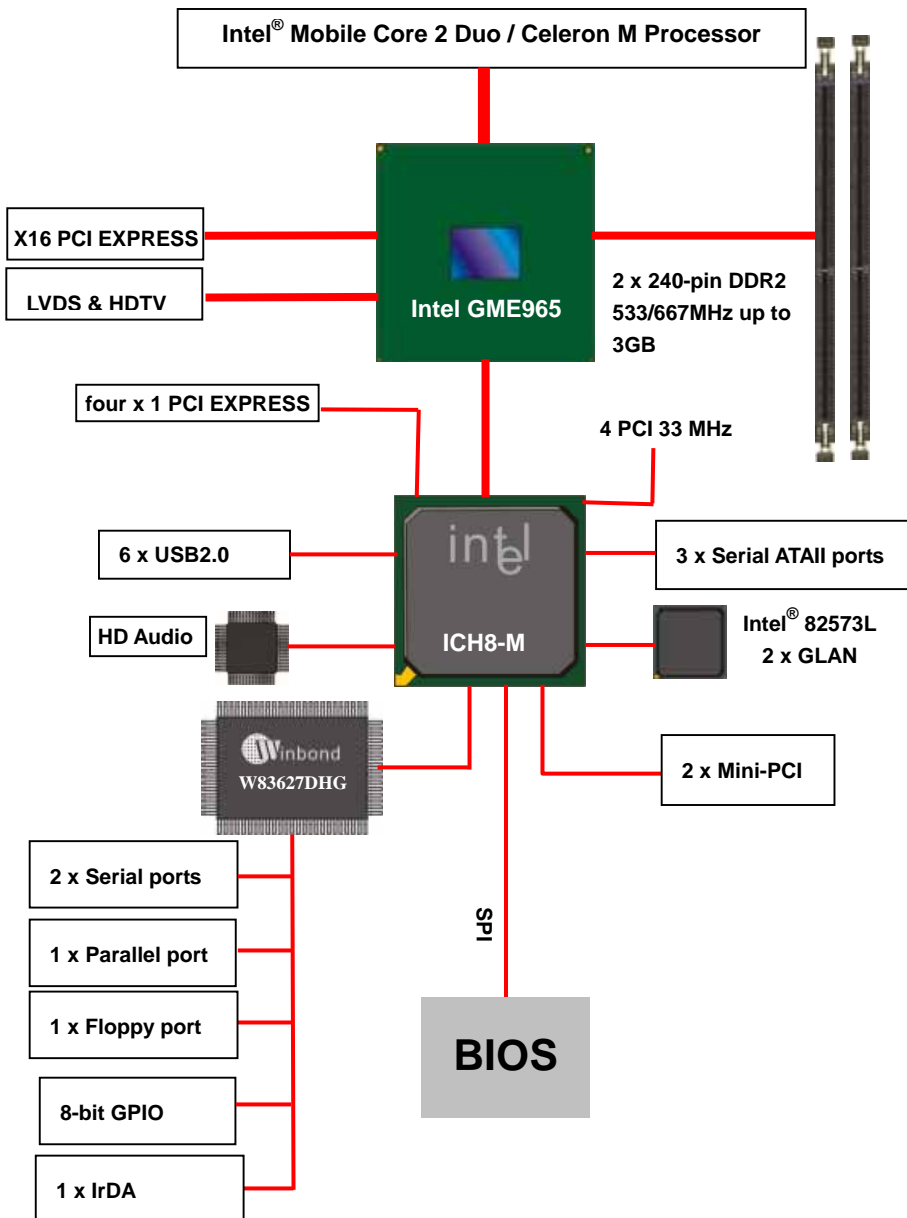 Intel® Mobile Core 2 Duo / Celeron M Processor
X16 PCI EXPRESS
LVDS & HDTV
Intel GME965
2 x 240-pin DDR2
533/667MHz up to
3GB
four x 1 PCI EXPRESS
4 PCI 33 MHz
6 x USB2.0
intel
3 x Serial ATAII ports
HD Audio
ICH8-M
Intel® 82573L
2 x GLAN
Winbond
W83627DHG
2 x Mini-PCI
2 x Serial ports
SPI
1 x Parallel port
1 x Floppy port
BIOS
8-bit GPIO
1 x IrDA